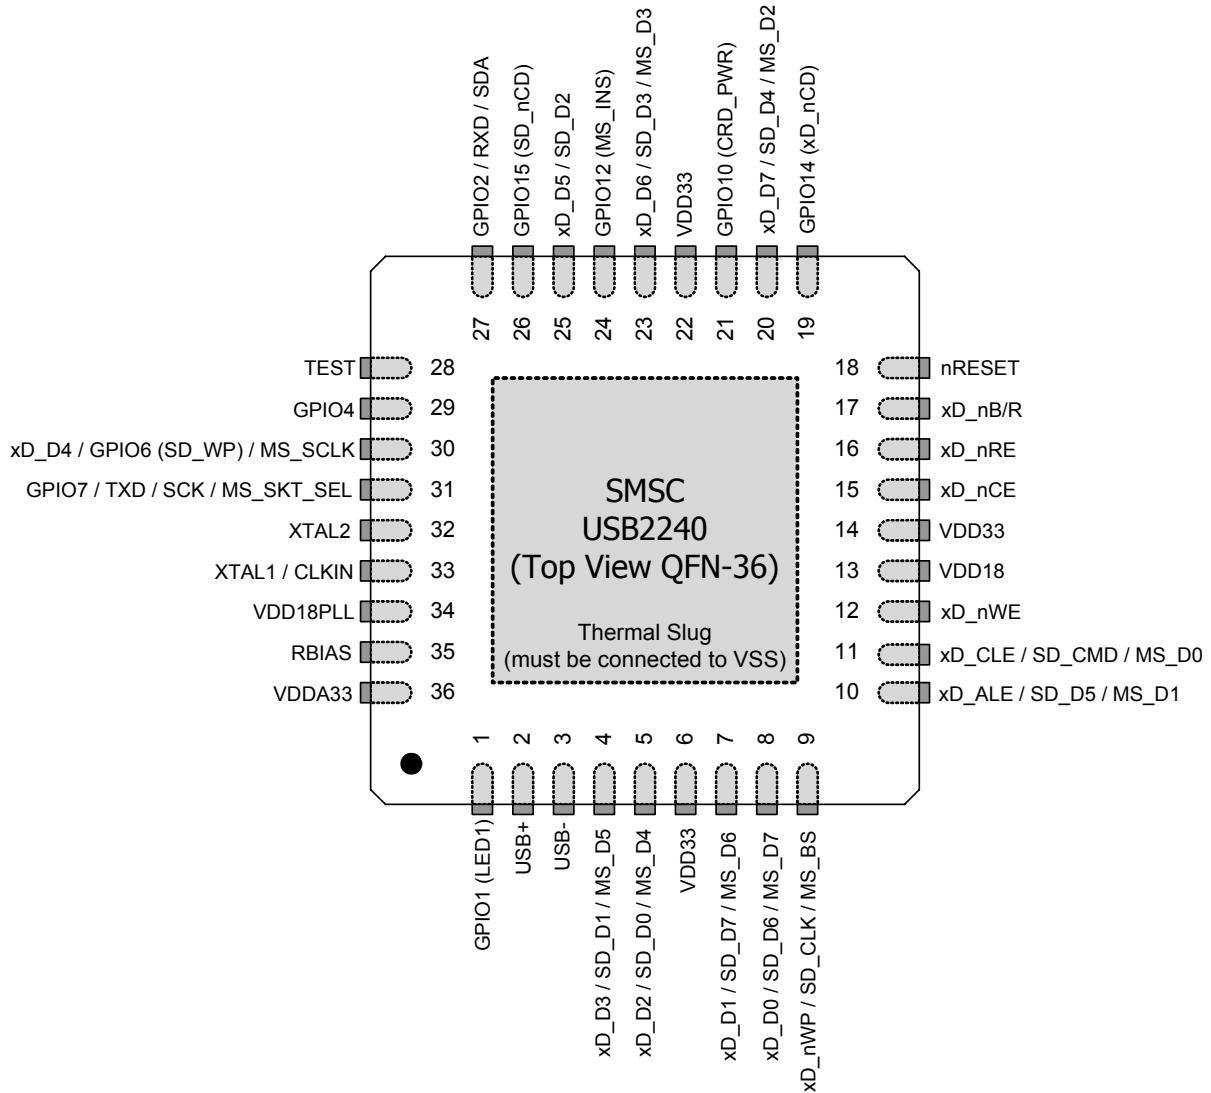 GPIO2 / RXD / SDA
GPIO15 (SD_nCD)
xD_D5 / SD_D2
GPIO12 (MS_INS)
xD_D6 / SD_D3 / MS_D3
VDD33
GPIO10 (CRD_PWR)
xD_D7 / SD_D4 / MS_D2
GPIO14 (xD_nCD)
27
26
25
24
23
22
21
20
19
TEST 28
GPIO4 29
xD_D4 / GPIO6 (SD_WP) / MS_SCLK 30
GPIO7 / TXD / SCK / MS_SKT_SEL 31
XTAL2 32
XTAL1 / CLKIN 33
VDD18PLL 34
RBIAS 35
VDDA33 36
SMSC
USB2240
(Top View QFN-36)
Thermal Slug
(must be connected to VSS)
18 nRESET
17 xD_nB/R
16 xD_nRE
15 xD_nCE
14 VDD33
13 VDD18
12 xD_nWE
11 xD_CLE / SD_CMD / MS_D0
10 xD_ALE / SD_D5 / MS_D1
1
2
3
4
5
6
7
8
9
GPIO1 (LED1)
USB+
USB-
xD_D3 / SD_D1 / MS_D5
xD_D2 / SD_D0 / MS_D4
VDD33
xD_D1 / SD_D7 / MS_D6
xD_D0 / SD_D6 / MS_D7
xD_nWP / SD_CLK / MS_BS